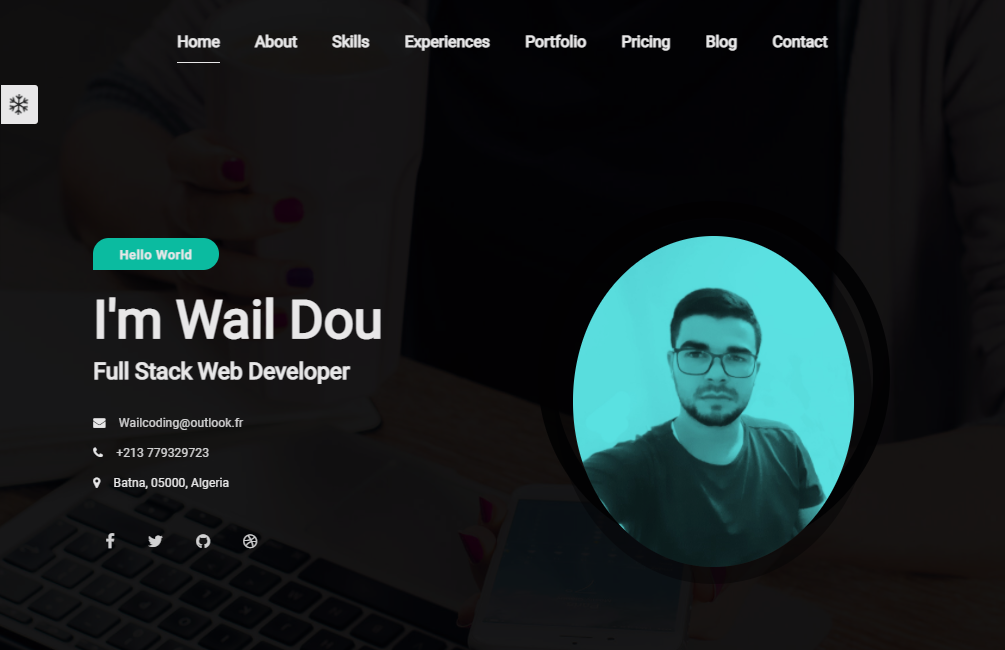 Home About Skills Experiences Portfolio Pricing Blog Contact
Hello World
I'm Wail Dou
Full Stack Web Developer
Wailcoding@outlook.fr
+213 779329723
Batna, 05000, Algeria